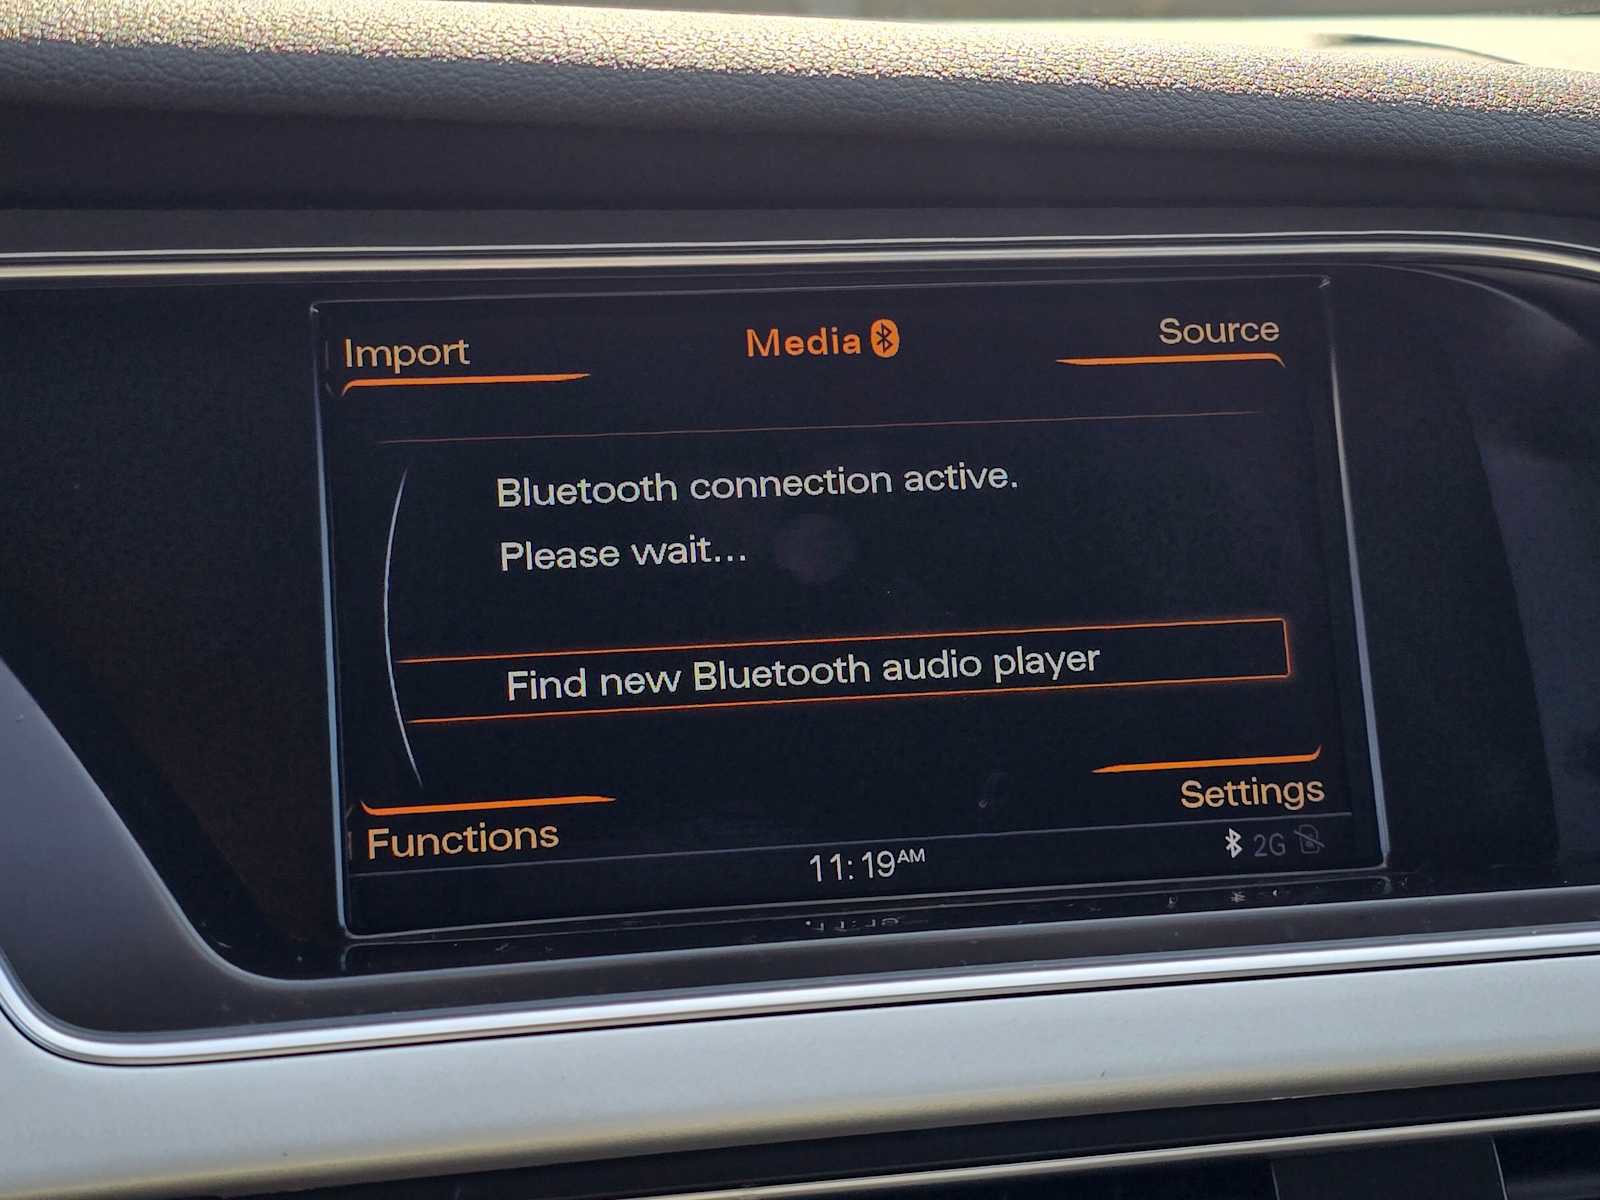 Import
Media
Source
Bluetooth connection active.
Please wait...
Find new Bluetooth audio player
Settings
Functions
11:19AM
2G